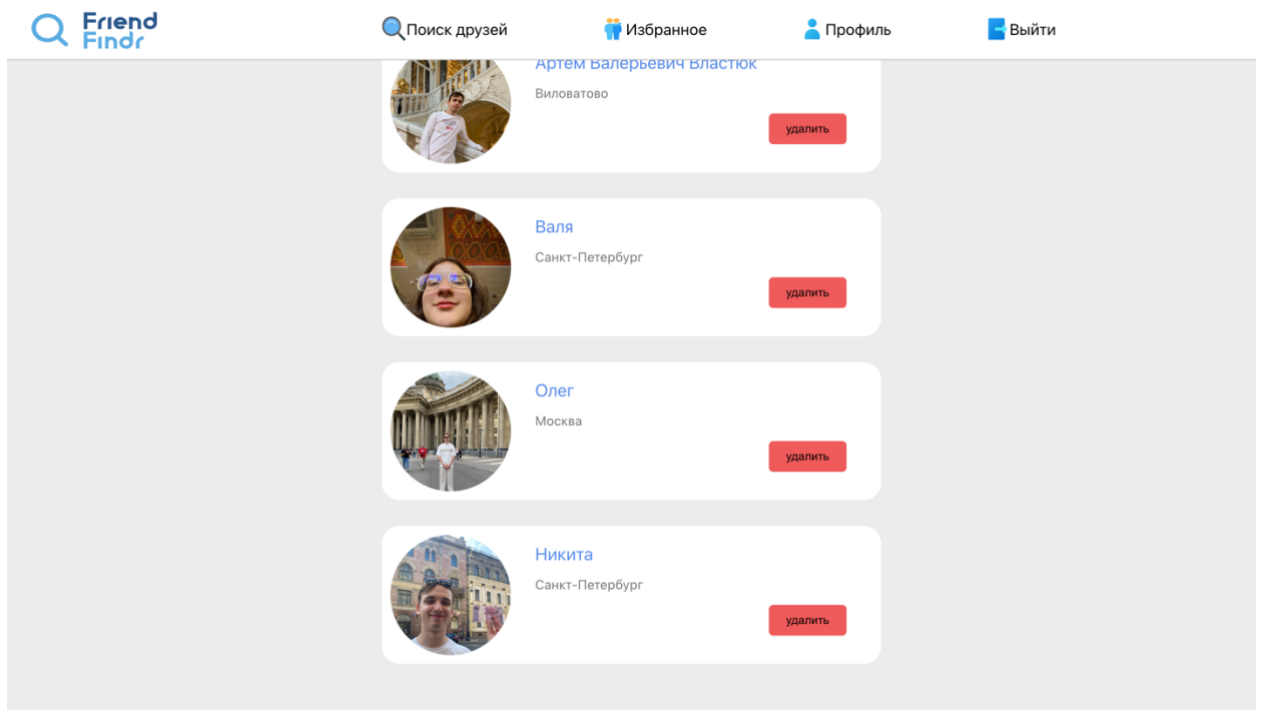 Friend
Findr
Поиск друзей
Избранное
Профиль
Выйти
Артем Валерьевич Властюк
Виловатово
удалить
Валя
Санкт-Петербург
удалить
Олег
Москва
удалить
Никита
Санкт-Петербург
удалить